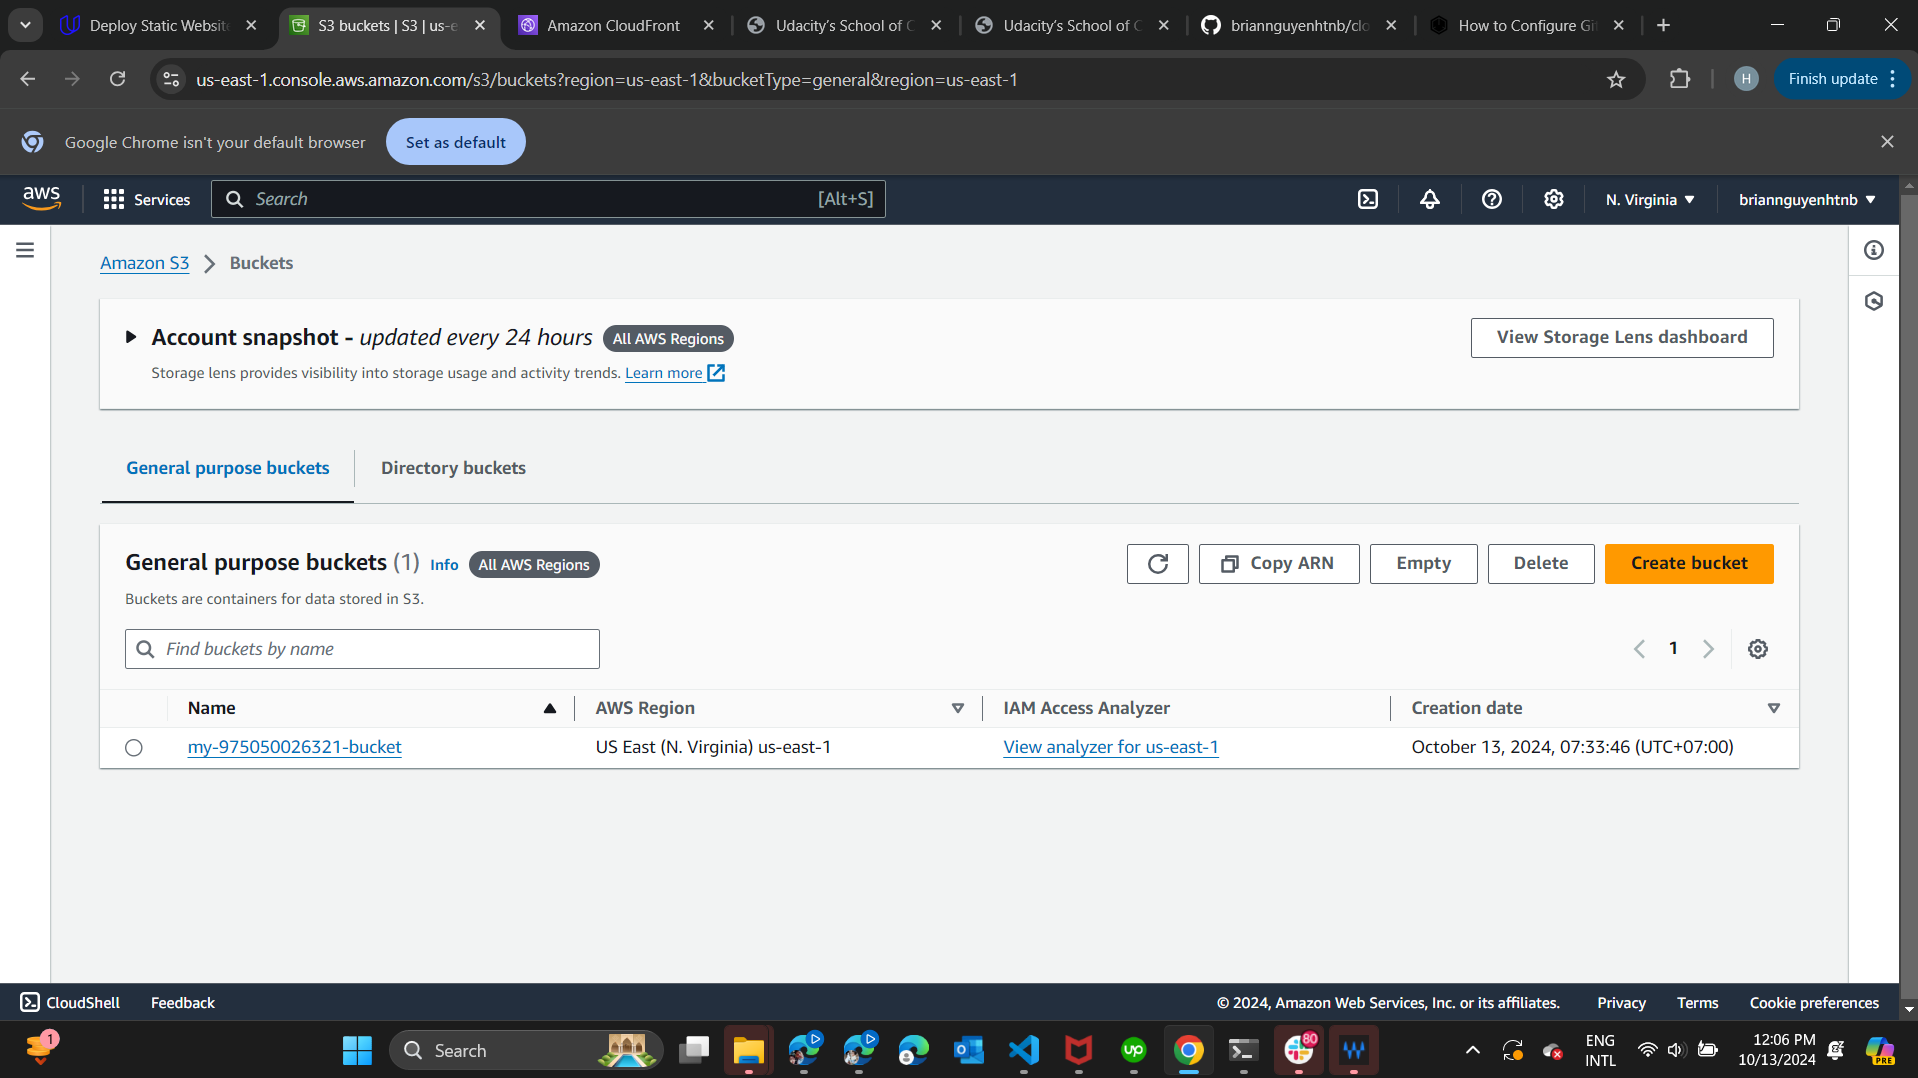 Deploy Static Website
S3 buckets | S3 | us-e
Amazon CloudFront
Udacity's School of C
Udacity's School of C
briannguyenhtnb/clo
How to Configure Git
us-east-1.console.aws.amazon.com/s3/buckets?region=us-east-1&bucketType=general&region=us-east-1
H
Finish update
Google Chrome isn't your default browser
Set as default
aws
Services
Search
[Alt+S]
N. Virginia
briannguyenhtnb
Amazon S3
Buckets
Account snapshot - updated every 24 hours
All AWS Regions
View Storage Lens dashboard
Storage lens provides visibility into storage usage and activity trends. Learn more
General purpose buckets
Directory buckets
General purpose buckets (1)
Info
All AWS Regions
Copy ARN
Empty
Delete
Create bucket
Buckets are containers for data stored in S3.
Find buckets by name
1
Name
AWS Region
IAM Access Analyzer
Creation date
my-975050026321-bucket
US East (N. Virginia) us-east-1
View analyzer for us-east-1
October 13, 2024, 07:33:46 (UTC+07:00)
CloudShell
Feedback
© 2024, Amazon Web Services, Inc. or its affiliates.
Privacy
Terms
Cookie preferences
1
Search
up
80
ENG
INTL
12:06 PM
10/13/2024
PRE